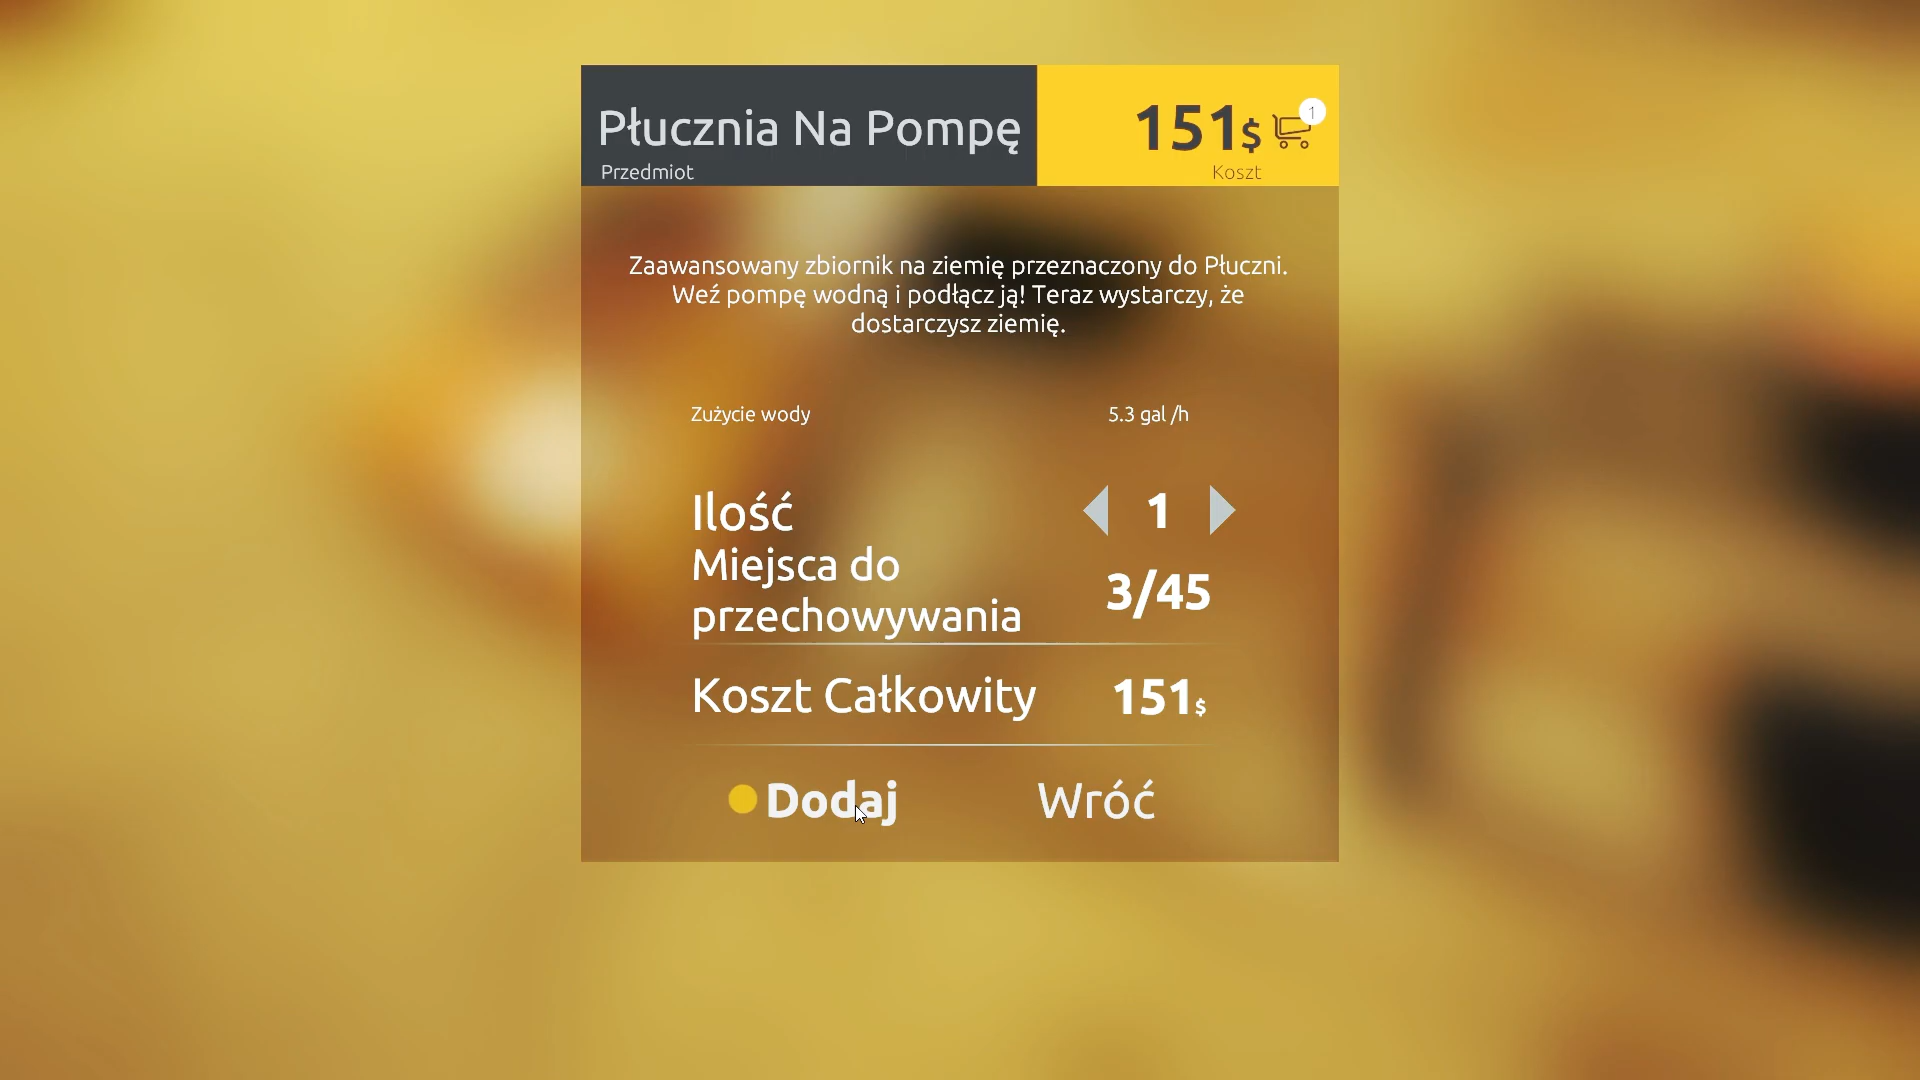 Płucznia Na Pompę
Przedmiot
151$
1
Koszt
Zaawansowany zbiornik na ziemię przeznaczony do Płuczni.
Weź pompę wodną i podłącz ją! Teraz wystarczy, że
dostarczysz ziemię.
Zużycie wody 5.3 gal /h
Ilość 1
Miejsca do
przechowywania 3/45
Koszt Całkowity 151$
Dodaj Wróć